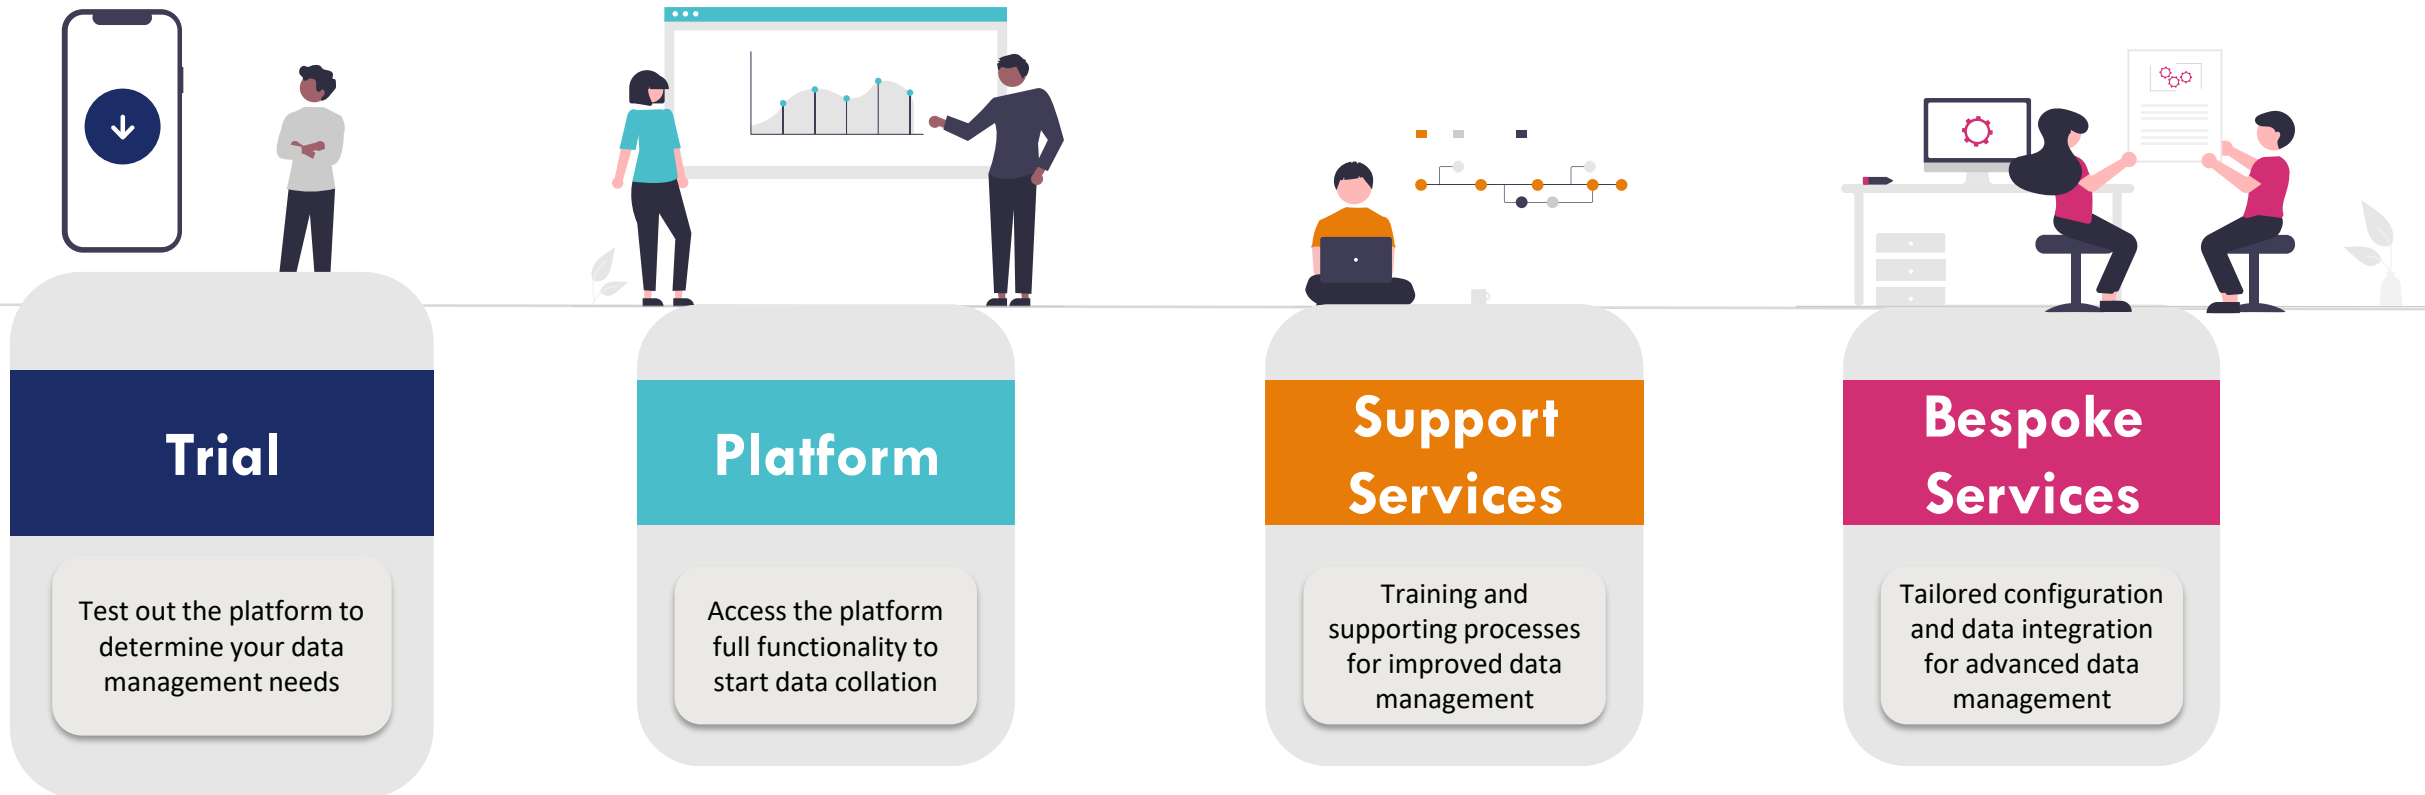 Trial
Test out the platform to
determine your data
management needs
Platform
Access the platform
full functionality to
start data collation
Support
Services
Training and
supporting processes
for improved data
management
Bespoke
Services
Tailored configuration
and data integration
for advanced data
management